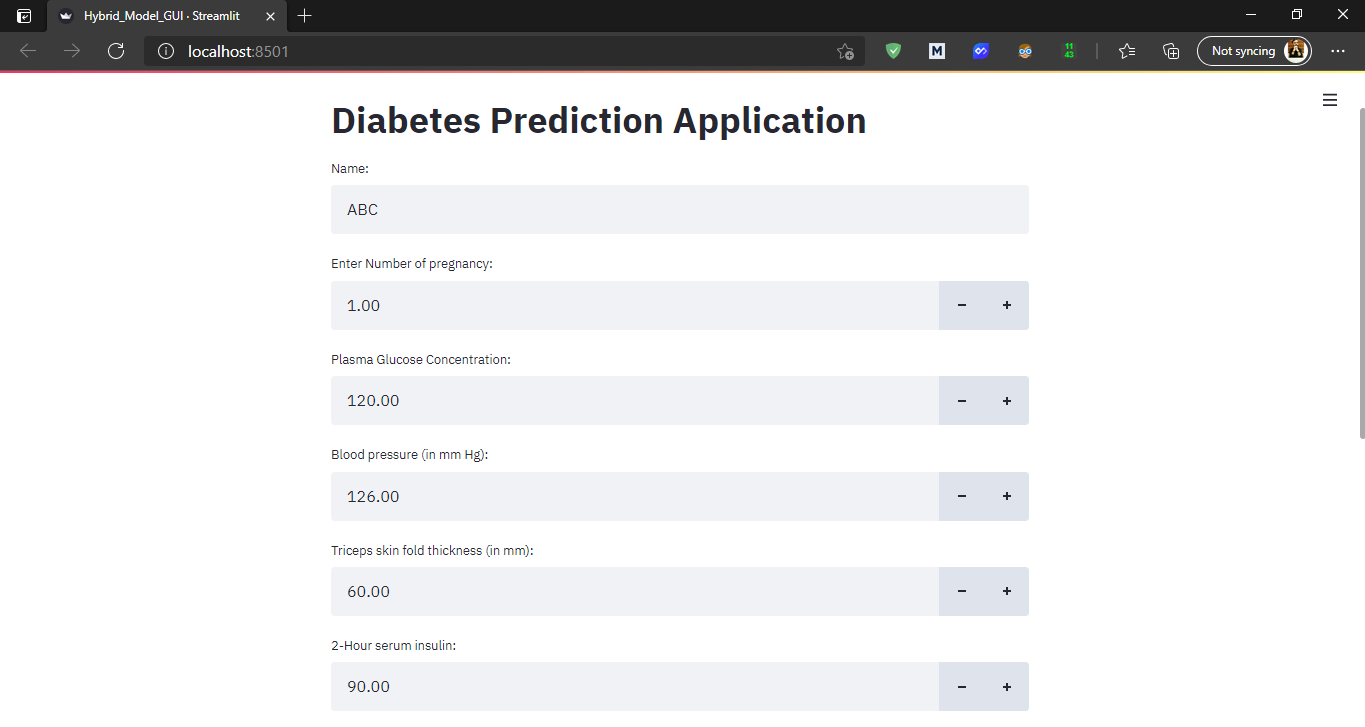 Hybrid_Model_GUI · Streamlit
localhost:8501
M
11
43
Not syncing
Diabetes Prediction Application
Name:
ABC
Enter Number of pregnancy:
1.00
Plasma Glucose Concentration:
120.00
Blood pressure (in mm Hg):
126.00
Triceps skin fold thickness (in mm):
60.00
2-Hour serum insulin:
90.00